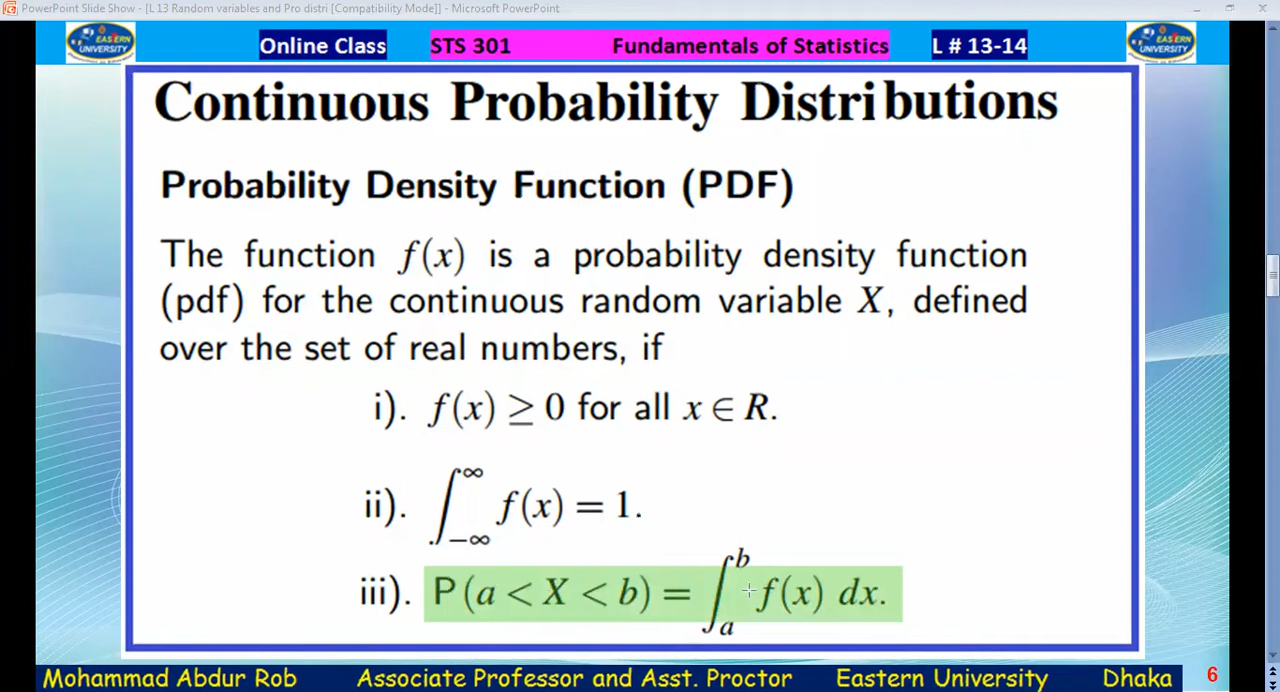 PowerPoint Slide Show - [L 13 Random variables and Pro distri [Compatibility Mode]] - Microsoft PowerPoint
EASTERN UNIVERSITY Online Class STS 301 Fundamentals of Statistics L # 13-14 EASTERN UNIVERSITY
Continuous Probability Distributions
Probability Density Function (PDF)
The function f(x) is a probability density function
(pdf) for the continuous random variable X, defined
over the set of real numbers, if
i). f(x) ≥ 0 for all x ∈ R.
ii). ∫_{-∞}^{∞} f(x) = 1.
iii). P(a < X < b) = ∫_{a}^{b} f(x) dx.
Mohammad Abdur Rob Associate Professor and Asst. Proctor Eastern University Dhaka 6